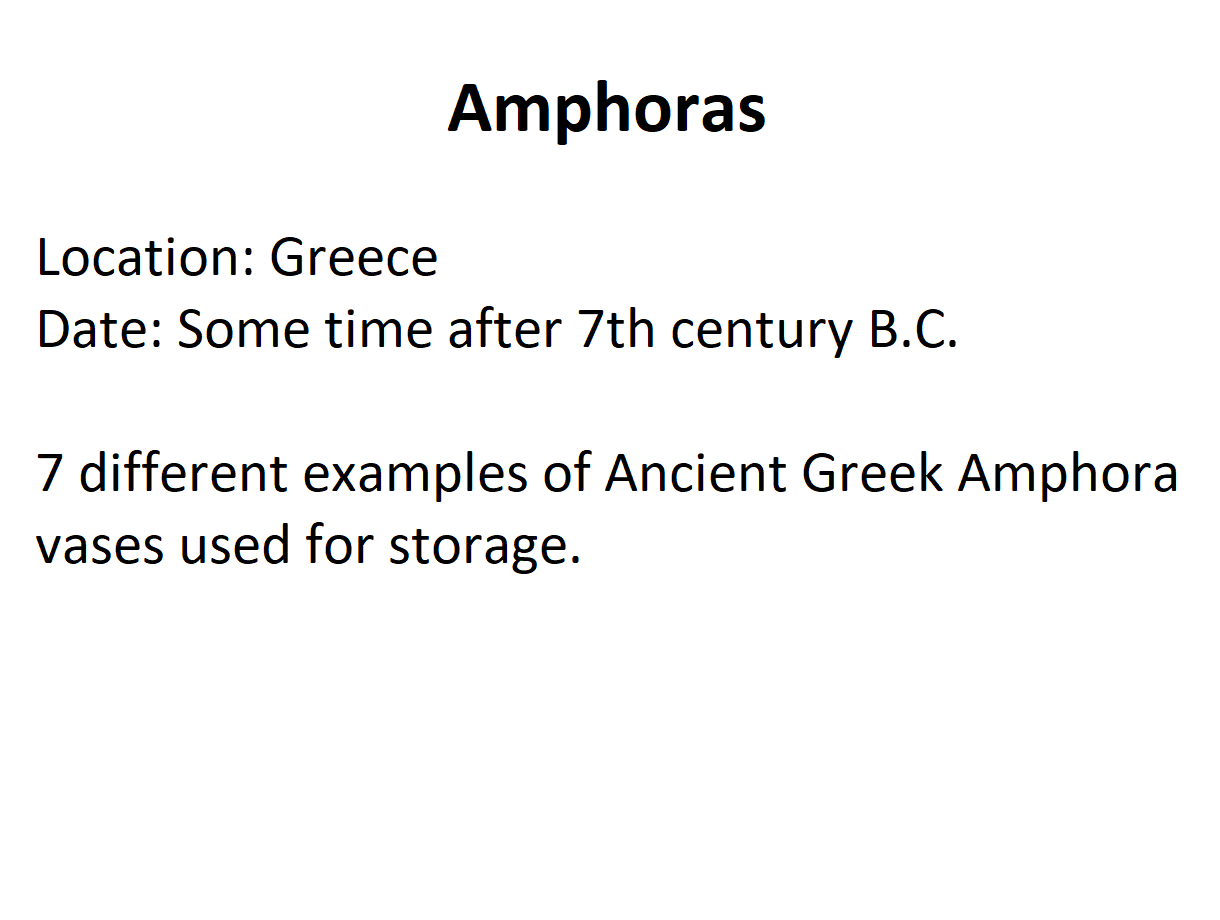 Amphoras
Location: Greece
Date: Some time after 7th century B.C.
7 different examples of Ancient Greek Amphora
vases used for storage.